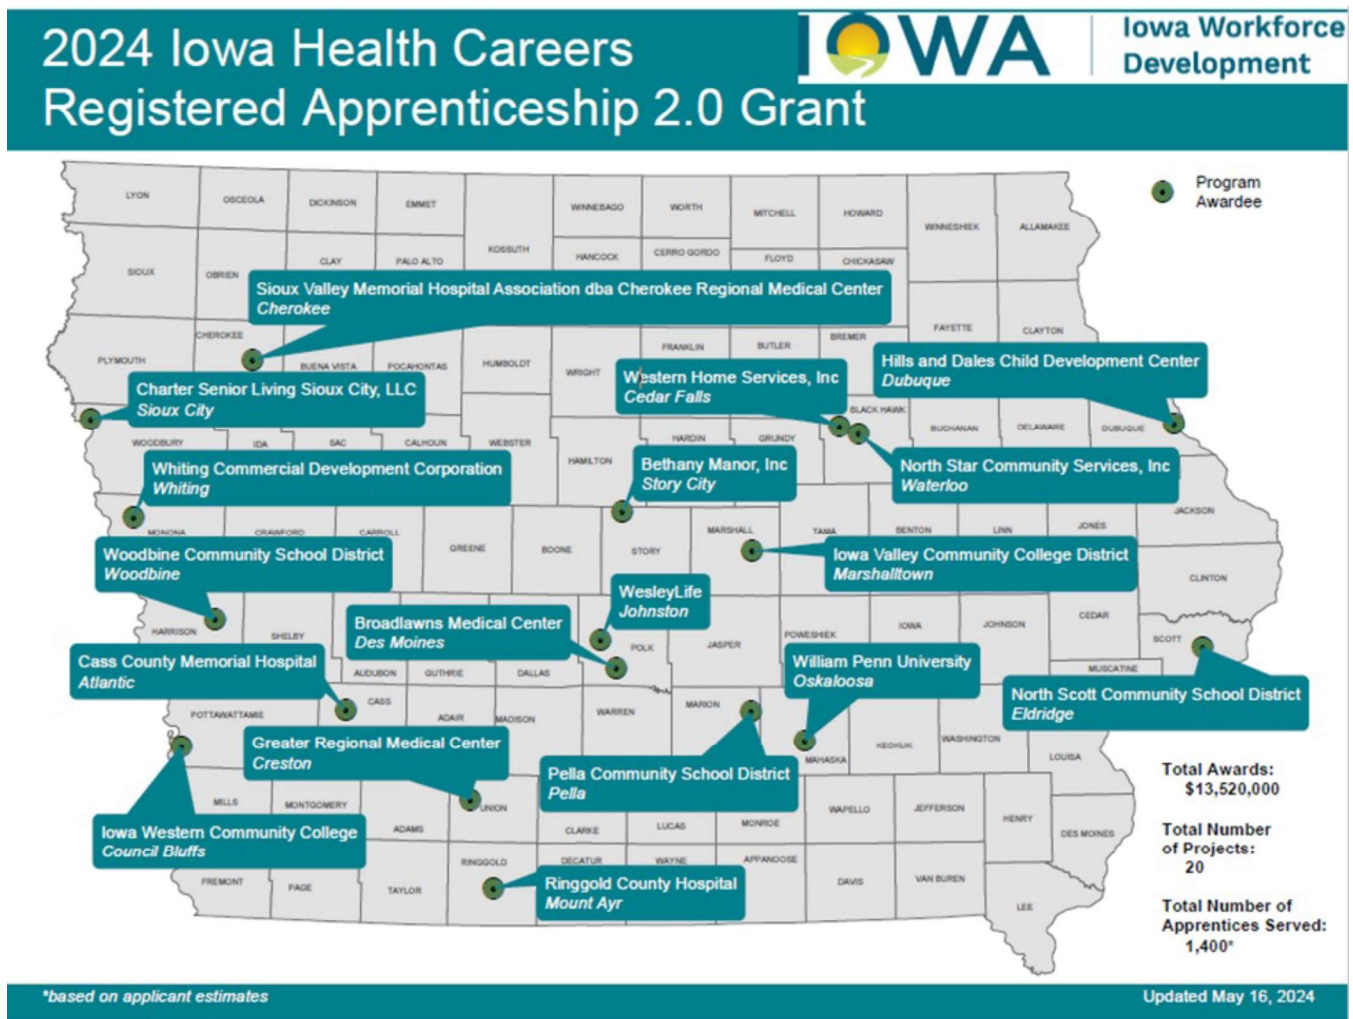 2024 Iowa Health Careers
Registered Apprenticeship 2.0 Grant
IOWA
Iowa Workforce
Development
Program
Awardee
LYON
OSCEOLA
DICKINSON
EMMET
KOSSUTH
WINNEBAGO
WORTH
MITCHELL
HOWARD
WINNESHIEK
ALLAMAKEE
SIOUX
OBRIEN
CLAY
PALO ALTO
HANCOCK
CERRO GORDO
FLOYD
CHICKASAW
Sioux Valley Memorial Hospital Association dba Cherokee Regional Medical Center
Cherokee
PLYMOUTH
CHEROKEE
BUENA VISTA
POCAHONTAS
HUMBOLDT
WRIGHT
FRANKLIN
BUTLER
BREMER
FAYETTE
CLAYTON
Charter Senior Living Sioux City, LLC
Sioux City
Western Home Services, Inc
Cedar Falls
Hills and Dales Child Development Center
Dubuque
WOODBURY
IDA
SAC
CALHOUN
WEBSTER
HAMILTON
HARDIN
GRUNDY
BLACK HAWK
BUCHANAN
DELAWARE
DUBUQUE
Whiting Commercial Development Corporation
Whiting
Bethany Manor, Inc
Story City
North Star Community Services, Inc
Waterloo
MONONA
CRAWFORD
CARROLL
GREENE
BOONE
STORY
MARSHALL
TAMA
BENTON
LINN
JONES
JACKSON
CLINTON
Woodbine Community School District
Woodbine
Iowa Valley Community College District
Marshalltown
WesleyLife
Johnston
Broadlawns Medical Center
Des Moines
HARRISON
SHELBY
AUDUBON
GUTHRIE
DALLAS
POLK
JASPER
POWESHIEK
IOWA
JOHNSON
CEDAR
SCOTT
MUSCATINE
Cass County Memorial Hospital
Atlantic
William Penn University
Oskaloosa
North Scott Community School District
Eldridge
POTTAWATTAMIE
CASS
ADAIR
MADISON
WARREN
MARION
MAHASKA
KEOKUK
WASHINGTON
LOUISA
Greater Regional Medical Center
Creston
Pella Community School District
Pella
MILLS
MONTGOMERY
ADAMS
UNION
CLARKE
LUCAS
MONROE
WAPELLO
JEFFERSON
HENRY
DES MOINES
Iowa Western Community College
Council Bluffs
FREMONT
PAGE
TAYLOR
RINGGOLD
DECATUR
WAYNE
APPANOOSE
DAVIS
VAN BUREN
LEE
Ringgold County Hospital
Mount Ayr
Total Awards:
$13,520,000
Total Number
of Projects:
20
Total Number of
Apprentices Served:
1,400*
*based on applicant estimates
Updated May 16, 2024